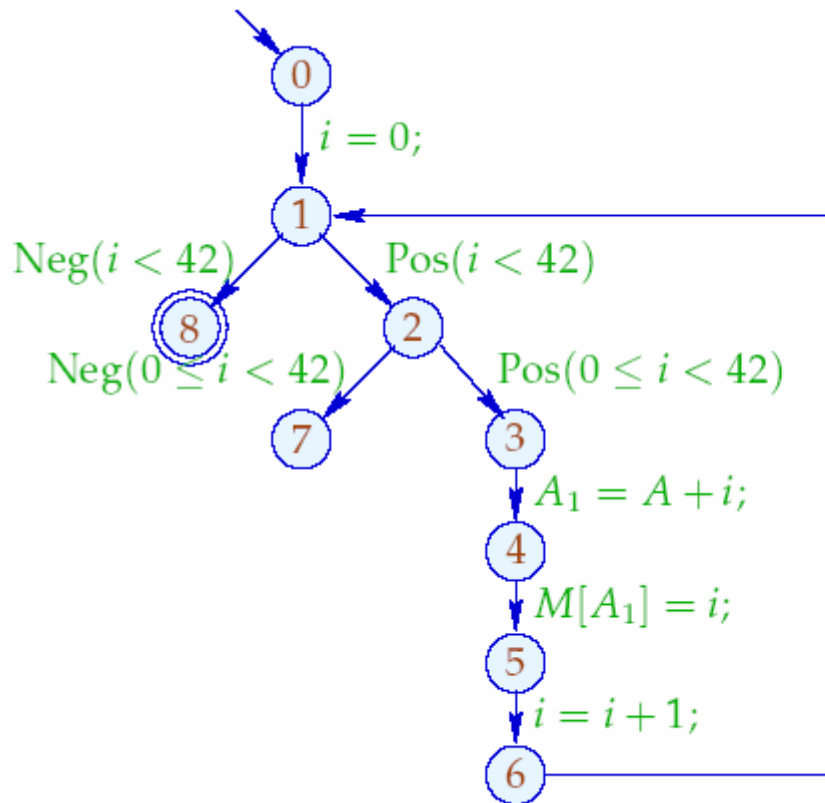 0
i = 0;
1
Neg(i < 42) Pos(i < 42)
8 2
Neg(0 ≤ i < 42) Pos(0 ≤ i < 42)
7 3
A₁ = A + i;
4
M[A₁] = i;
5
i = i + 1;
6